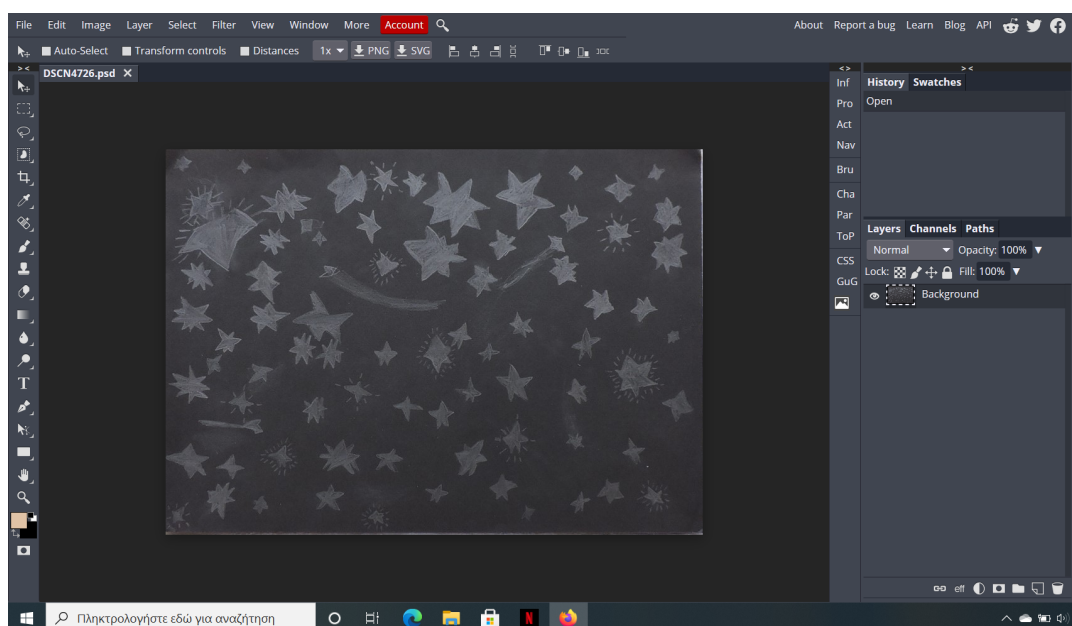 File Edit Image Layer Select Filter View Window More Account About Report a bug Learn Blog API
Auto-Select Transform controls Distances 1x PNG SVG
> < < > > <
DSCN4726.psd X
Inf
Pro
Act
Nav
Bru
Cha
Par
ToP
CSS
GuG
History Swatches
Open
Layers Channels Paths
Normal Opacity: 100%
Lock: Fill: 100%
Background
T
eff
Πληκτρολογήστε εδώ για αναζήτηση
N